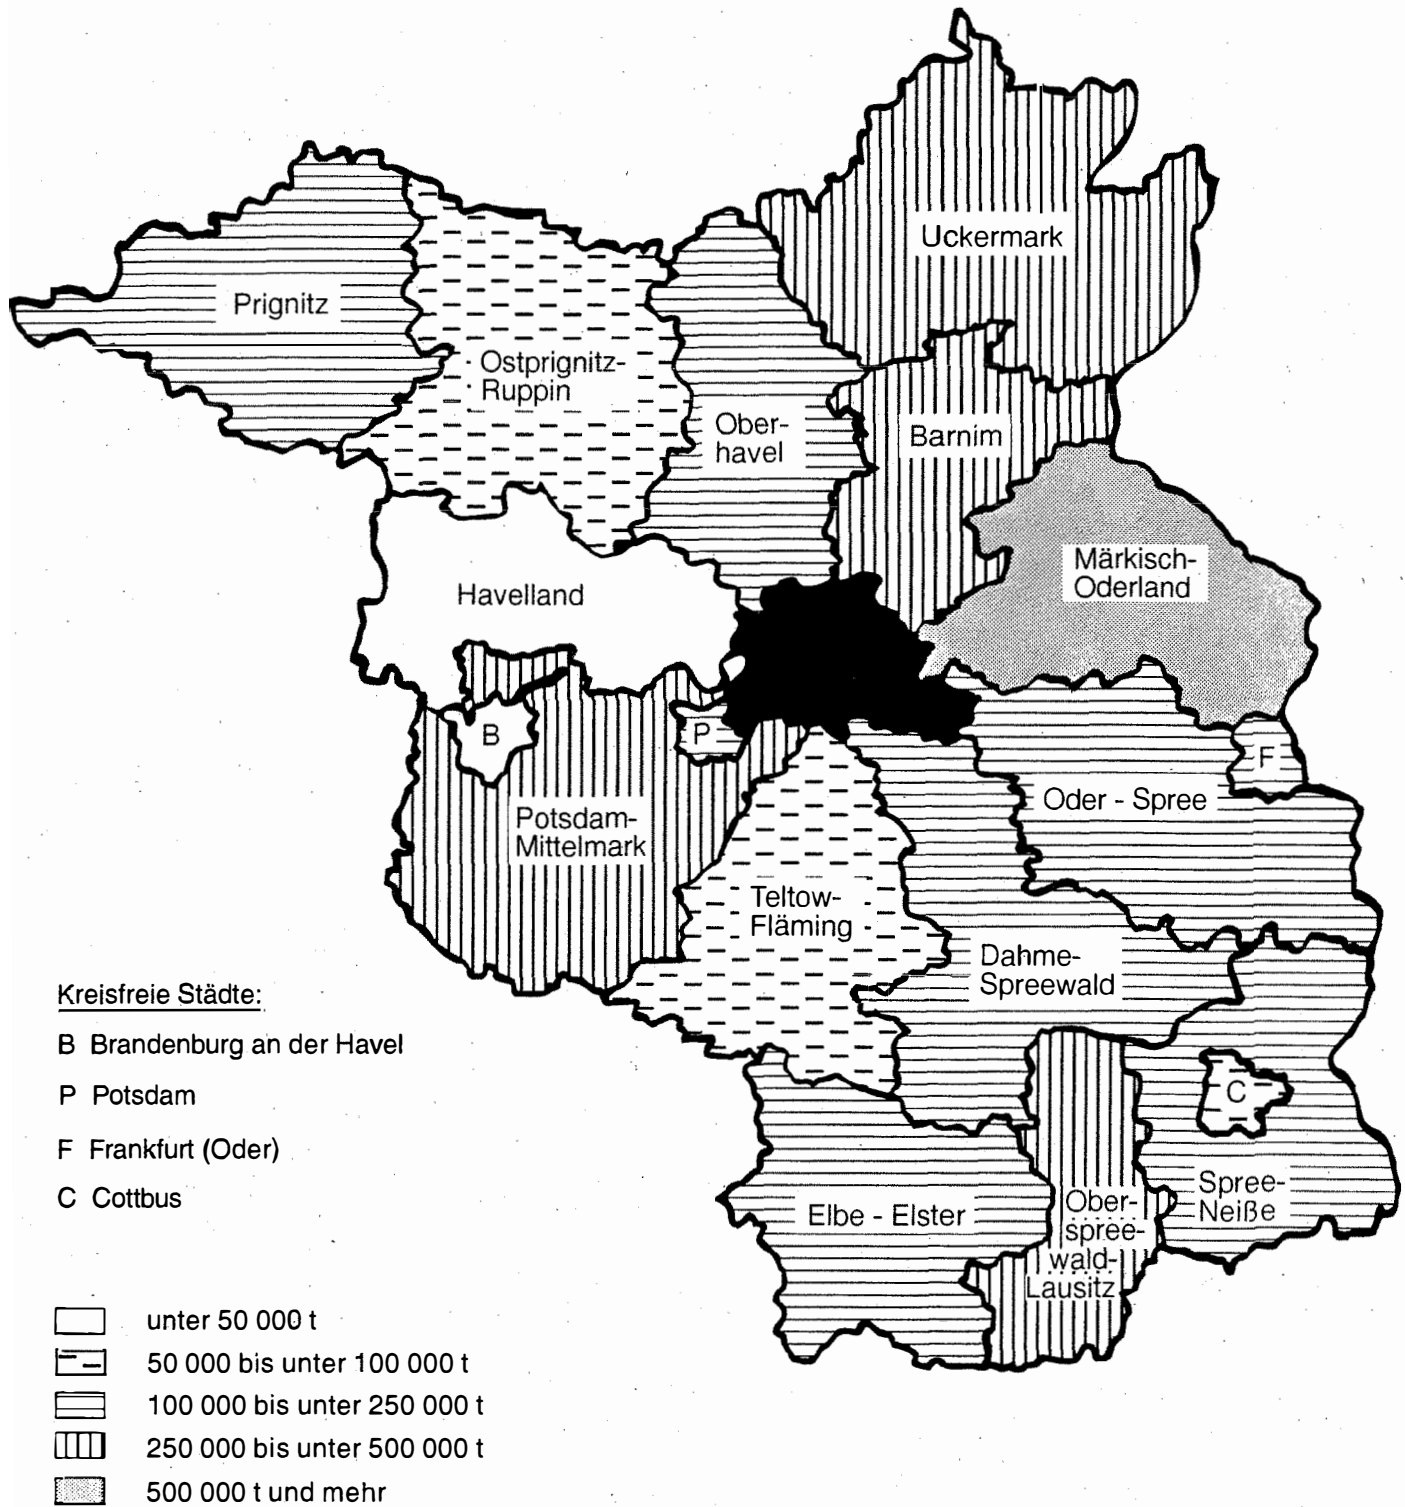 Uckermark
Prignitz
Ostprignitz-
Ruppin
Ober-
havel
Barnim
Märkisch-
Oderland
Havelland
B
P
F
Oder - Spree
Potsdam-
Mittelmark
Teltow-
Fläming
Dahme-
Spreewald
C
Spree-
Neiße
Elbe - Elster
Ober-
spree-
wald-
Lausitz
Kreisfreie Städte:
B Brandenburg an der Havel
P Potsdam
F Frankfurt (Oder)
C Cottbus
unter 50 000 t
50 000 bis unter 100 000 t
100 000 bis unter 250 000 t
250 000 bis unter 500 000 t
500 000 t und mehr